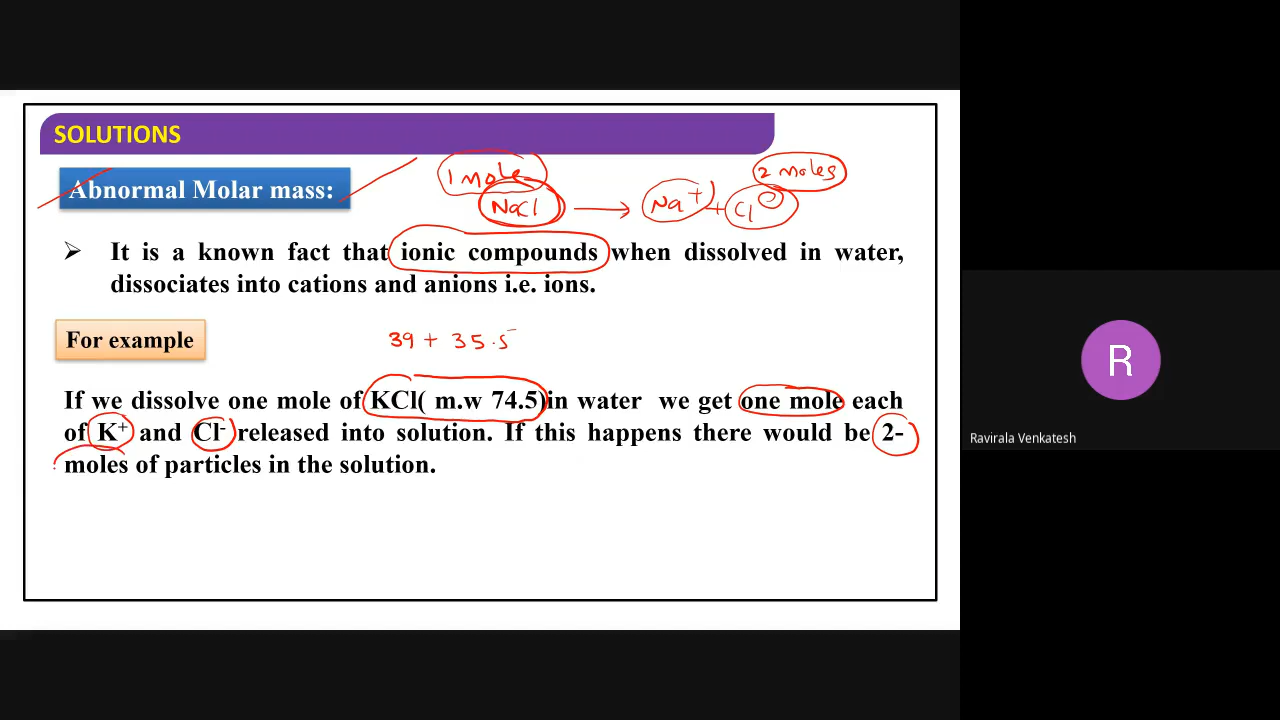 SOLUTIONS
Abnormal Molar mass:
1 mole
2 moles
NaCl ⟶ Na⁺ + Cl⊖
➢ It is a known fact that ionic compounds when dissolved in water,
dissociates into cations and anions i.e. ions.
For example
39 + 35.5
If we dissolve one mole of KCl( m.w 74.5)in water we get one mole each
of K⁺ and Cl⁻ released into solution. If this happens there would be 2-
moles of particles in the solution.
R
Ravirala Venkatesh